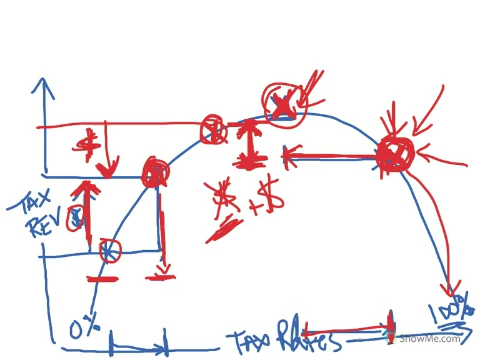 $
TAX
REV
$
$ + $
0%
100%
Tax Rates
ShowMe.com